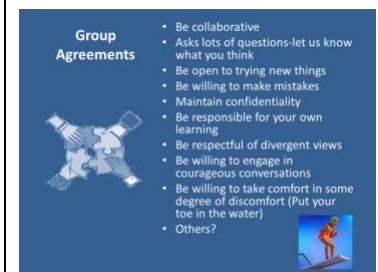 Group
Agreements
• Be collaborative
• Asks lots of questions-let us know
what you think
• Be open to trying new things
• Be willing to make mistakes
• Maintain confidentiality
• Be responsible for your own
learning
• Be respectful of divergent views
• Be willing to engage in
courageous conversations
• Be willing to take comfort in some
degree of discomfort (Put your
toe in the water)
• Others?